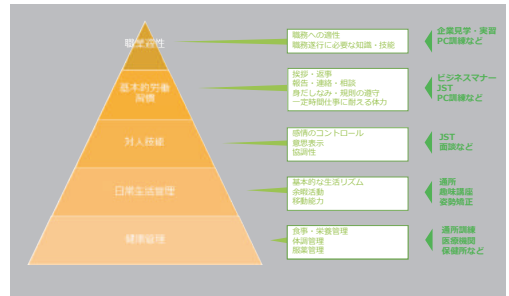 職業適性
職務への適性
職務遂行に必要な知識・技能
企業見学・実習
PC訓練など
基本的労働
習慣
挨拶・返事
報告・連絡・相談
身だしなみ・規則の遵守
一定時間仕事に耐える体力
ビジネスマナー
JST
PC訓練など
対人技能
感情のコントロール
意思表示
協調性
JST
面談など
日常生活管理
基本的な生活リズム
余暇活動
移動能力
通所
趣味講座
姿勢矯正
健康管理
食事・栄養管理
体調管理
服薬管理
通所訓練
医療機関
保健所など